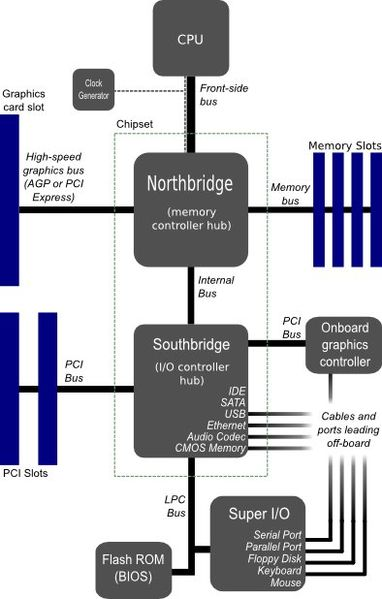 CPU
Clock
Generator
Front-side
bus
Graphics
card slot
Chipset
High-speed
graphics bus
(AGP or PCI
Express)
Northbridge
(memory
controller hub)
Memory Slots
Memory
bus
Internal
Bus
PCI
Bus
Southbridge
(I/O controller
hub)
IDE
SATA
USB
Ethernet
Audio Codec
CMOS Memory
PCI
Bus
Onboard
graphics
controller
Cables and
ports leading
off-board
PCI Slots
LPC
Bus
Super I/O
Serial Port
Parallel Port
Floppy Disk
Keyboard
Mouse
Flash ROM
(BIOS)